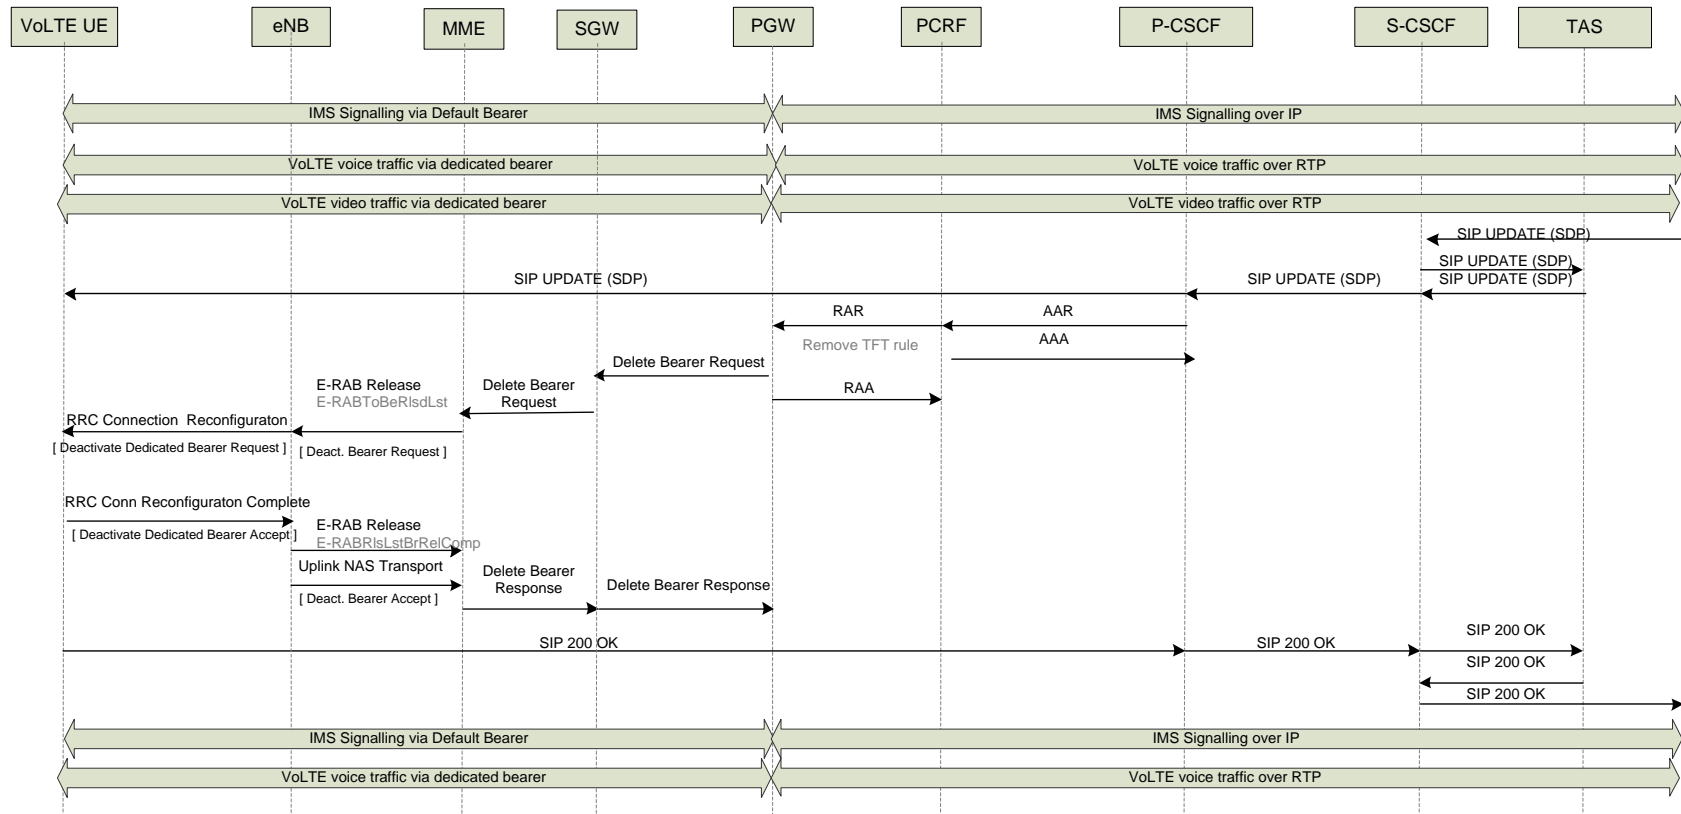 VoLTE UE
eNB
MME
SGW
PGW
PCRF
P-CSCF
S-CSCF
TAS
IMS Signalling via Default Bearer
IMS Signalling over IP
VoLTE voice traffic via dedicated bearer
VoLTE voice traffic over RTP
VoLTE video traffic via dedicated bearer
VoLTE video traffic over RTP
SIP UPDATE (SDP)
SIP UPDATE (SDP)
SIP UPDATE (SDP)
SIP UPDATE (SDP)
SIP UPDATE (SDP)
RAR
AAR
Remove TFT rule
AAA
Delete Bearer Request
E-RAB Release
E-RABToBeRlsdLst
Delete Bearer
Request
RAA
RRC Connection Reconfiguraton
[ Deactivate Dedicated Bearer Request ]
[ Deact. Bearer Request ]
RRC Conn Reconfiguraton Complete
[ Deactivate Dedicated Bearer Accept ]
E-RAB Release
E-RABRlsLstBrRelComp
Uplink NAS Transport
[ Deact. Bearer Accept ]
Delete Bearer
Response
Delete Bearer Response
SIP 200 OK
SIP 200 OK
SIP 200 OK
SIP 200 OK
SIP 200 OK
IMS Signalling via Default Bearer
IMS Signalling over IP
VoLTE voice traffic via dedicated bearer
VoLTE voice traffic over RTP